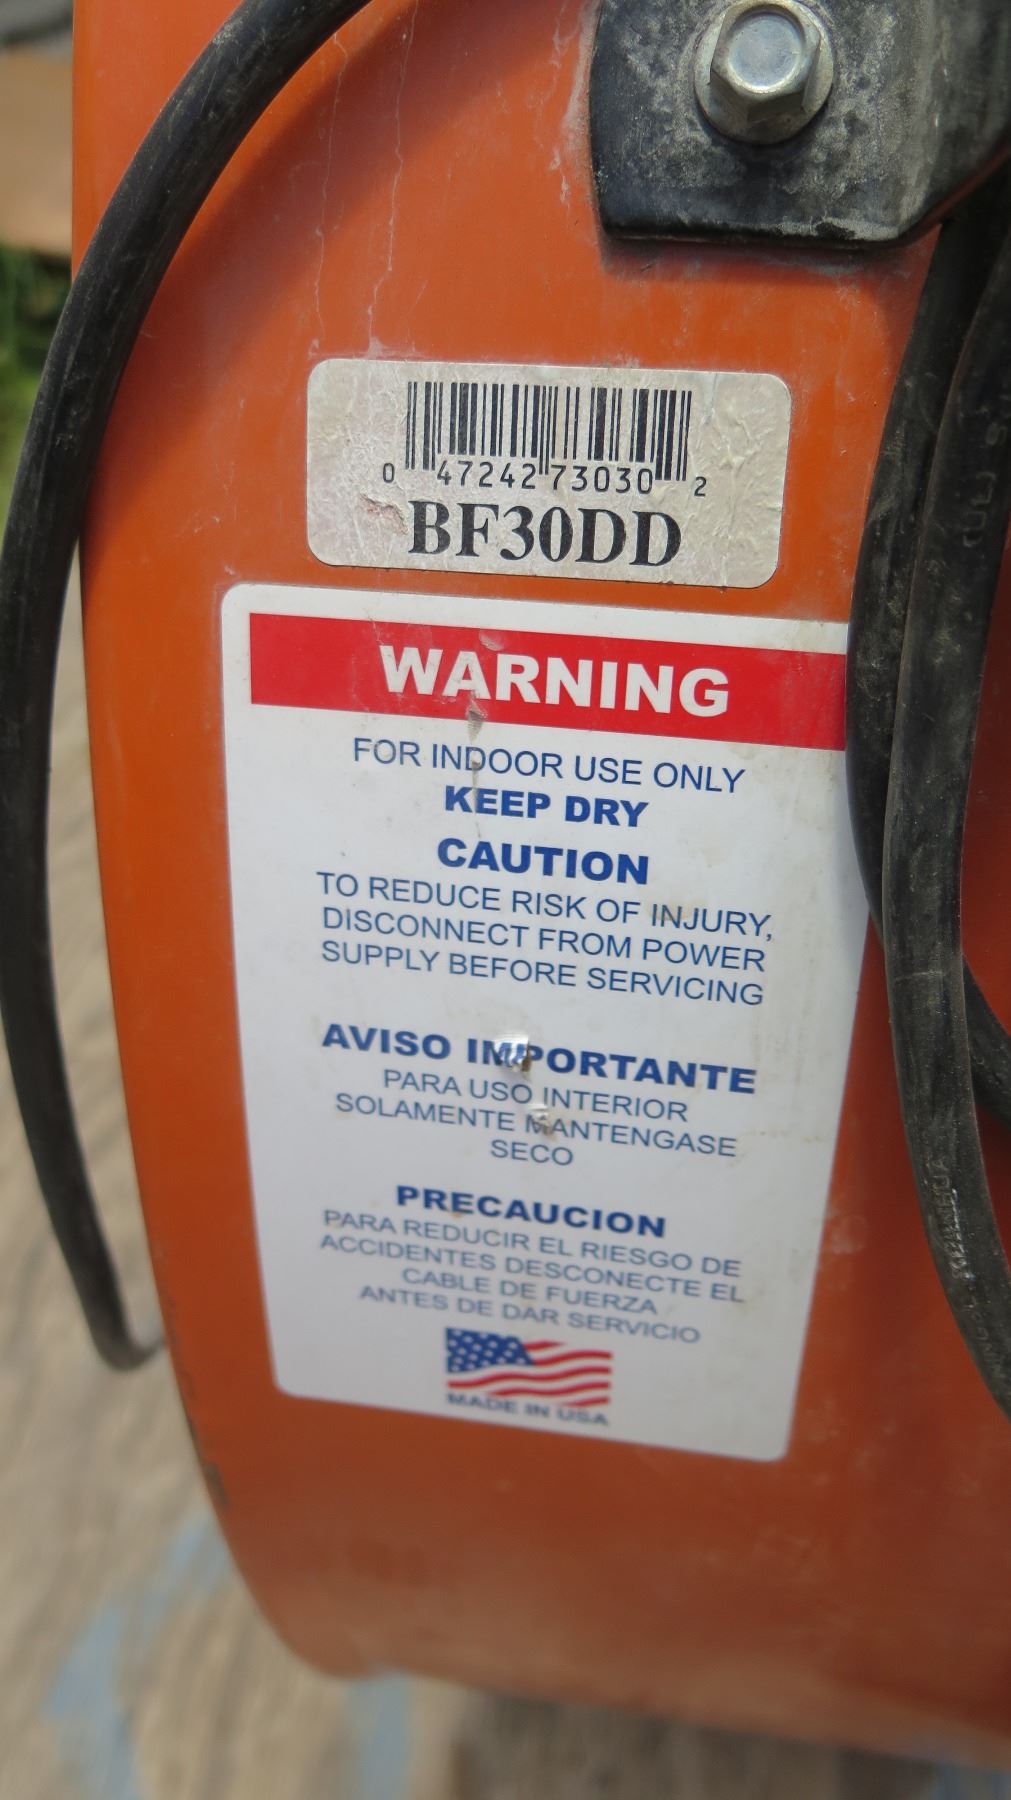 0 47242 73030 2
BF30DD
WARNING
FOR INDOOR USE ONLY
KEEP DRY
CAUTION
TO REDUCE RISK OF INJURY,
DISCONNECT FROM POWER
SUPPLY BEFORE SERVICING
AVISO IMPORTANTE
PARA USO INTERIOR
SOLAMENTE MANTENGASE
SECO
PRECAUCION
PARA REDUCIR EL RIESGO DE
ACCIDENTES DESCONECTE EL
CABLE DE FUERZA
ANTES DE DAR SERVICIO
MADE IN USA